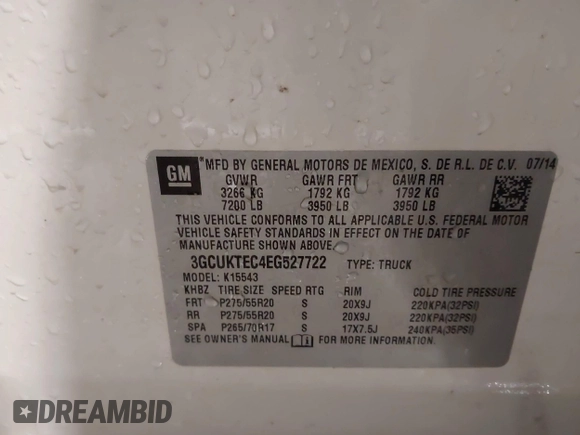 GM
MFD BY GENERAL MOTORS DE MEXICO, S. DE R.L. DE C.V. 07/14
GVWR GAWR FRT GAWR RR
3266 KG 1792 KG 1792 KG
7200 LB 3950 LB 3950 LB
THIS VEHICLE CONFORMS TO ALL APPLICABLE U.S. FEDERAL MOTOR
VEHICLE SAFETY STANDARDS IN EFFECT ON THE DATE OF
MANUFACTURE SHOWN ABOVE.
3GCUKTEC4EG527722 TYPE: TRUCK
MODEL: K15543
KHBZ TIRE SIZE SPEED RTG RIM COLD TIRE PRESSURE
FRT P275/55R20 S 20X9J 220KPA(32PSI)
RR P275/55R20 S 20X9J 220KPA(32PSI)
SPA P265/70R17 S 17X7.5J 240KPA(35PSI)
SEE OWNER'S MANUAL FOR MORE INFORMATION
DREAMBID